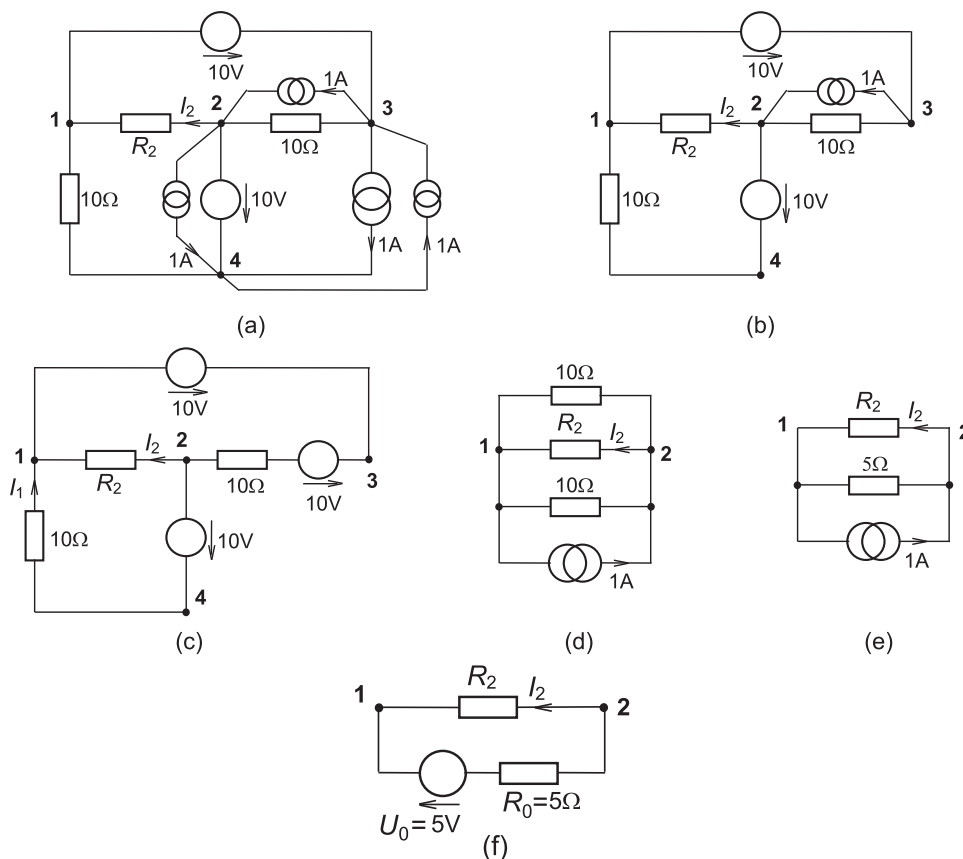 10V
1A
1 I₂ 2 3
R₂ 10Ω
10Ω 10V
1A 4 1A
(a)
10V
1A
1 I₂ 2 3
R₂ 10Ω
10Ω 10V
4
(b)
10V
1 I₂ 2
I₁ R₂ 10Ω 3
10V
10Ω 10V
4
(c)
10Ω
R₂
1 I₂ 2
10Ω
1A
(d)
R₂ I₂
1 2
5Ω
1A
(e)
R₂ I₂
1 2
U₀= 5V R₀=5Ω
(f)